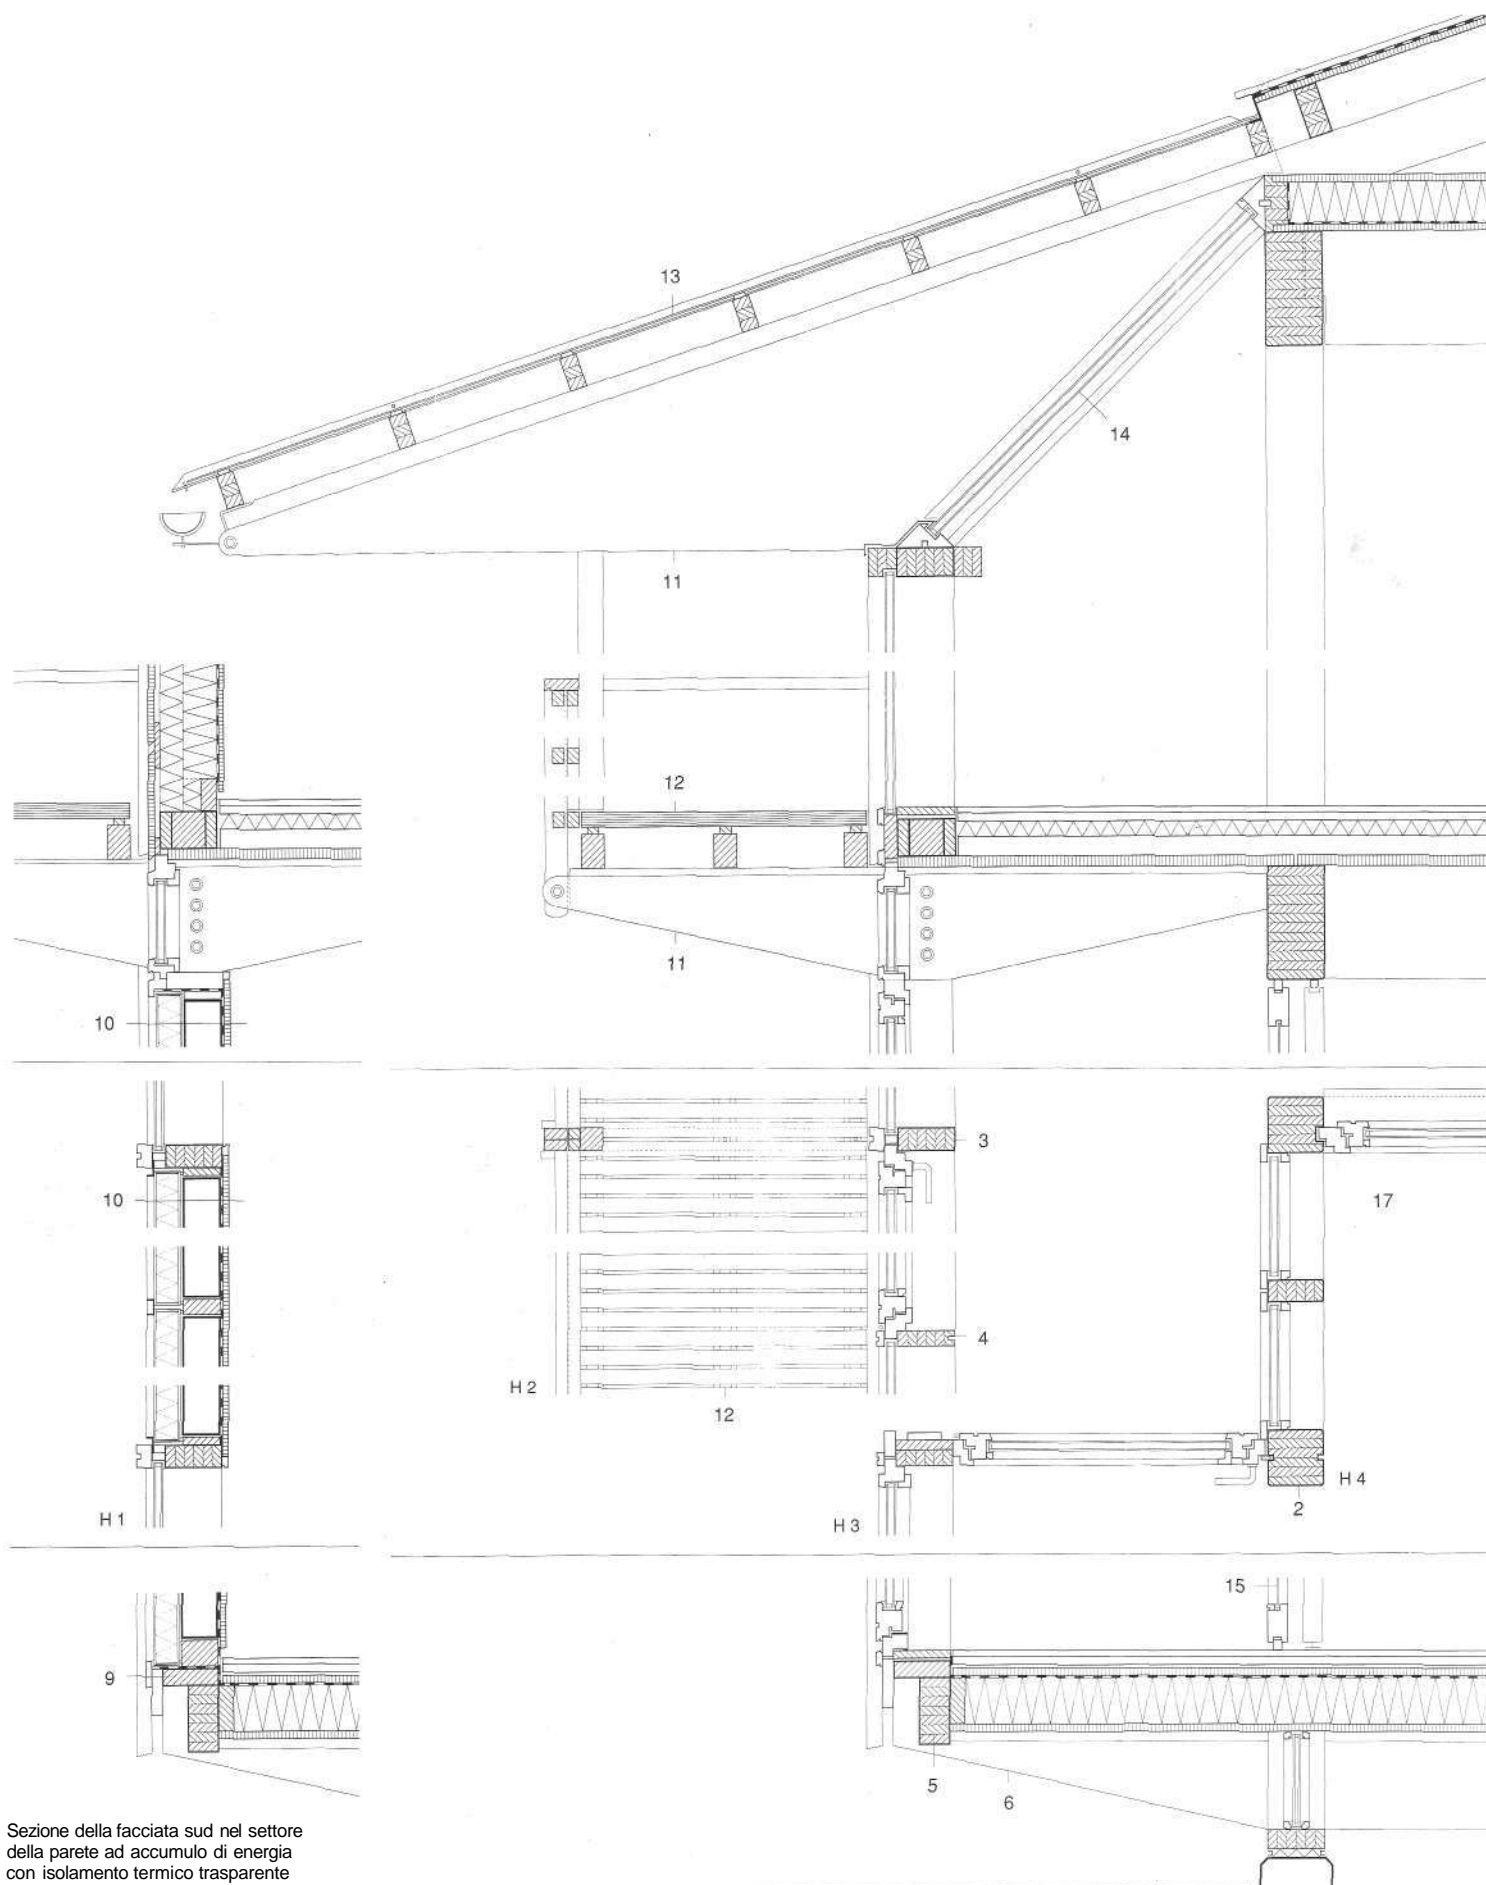 13
14
11
12
11
10
3
10
17
4
H 2
12
H 4
H 1
2
H 3
15
9
5
6
Sezione della facciata sud nel settore
della parete ad accumulo di energia
con isolamento termico trasparente